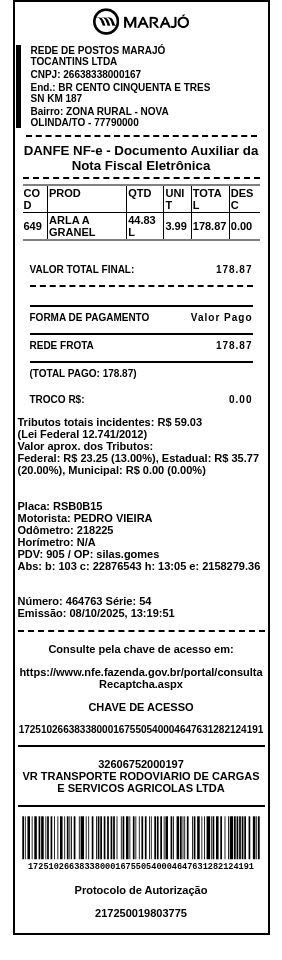 MARAJÓ
REDE DE POSTOS MARAJÓ
TOCANTINS LTDA
CNPJ: 26638338000167
End.: BR CENTO CINQUENTA E TRES
SN KM 187
Bairro: ZONA RURAL - NOVA
OLINDA/TO - 77790000
DANFE NF-e - Documento Auxiliar da
Nota Fiscal Eletrônica
COD PROD QTD UNIT TOTAL DESC
649 ARLA A GRANEL 44.83 L 3.99 178.87 0.00
VALOR TOTAL FINAL: 178.87
FORMA DE PAGAMENTO Valor Pago
REDE FROTA 178.87
(TOTAL PAGO: 178.87)
TROCO R$: 0.00
Tributos totais incidentes: R$ 59.03
(Lei Federal 12.741/2012)
Valor aprox. dos Tributos:
Federal: R$ 23.25 (13.00%), Estadual: R$ 35.77
(20.00%), Municipal: R$ 0.00 (0.00%)
Placa: RSB0B15
Motorista: PEDRO VIEIRA
Odômetro: 218225
Horímetro: N/A
PDV: 905 / OP: silas.gomes
Abs: b: 103 c: 22876543 h: 13:05 e: 2158279.36
Número: 464763 Série: 54
Emissão: 08/10/2025, 13:19:51
Consulte pela chave de acesso em:
https://www.nfe.fazenda.gov.br/portal/consulta
Recaptcha.aspx
CHAVE DE ACESSO
17251026638338000167550540004647631282124191
32606752000197
VR TRANSPORTE RODOVIARIO DE CARGAS
E SERVICOS AGRICOLAS LTDA
17251026638338000167550540004647631282124191
Protocolo de Autorização
217250019803775